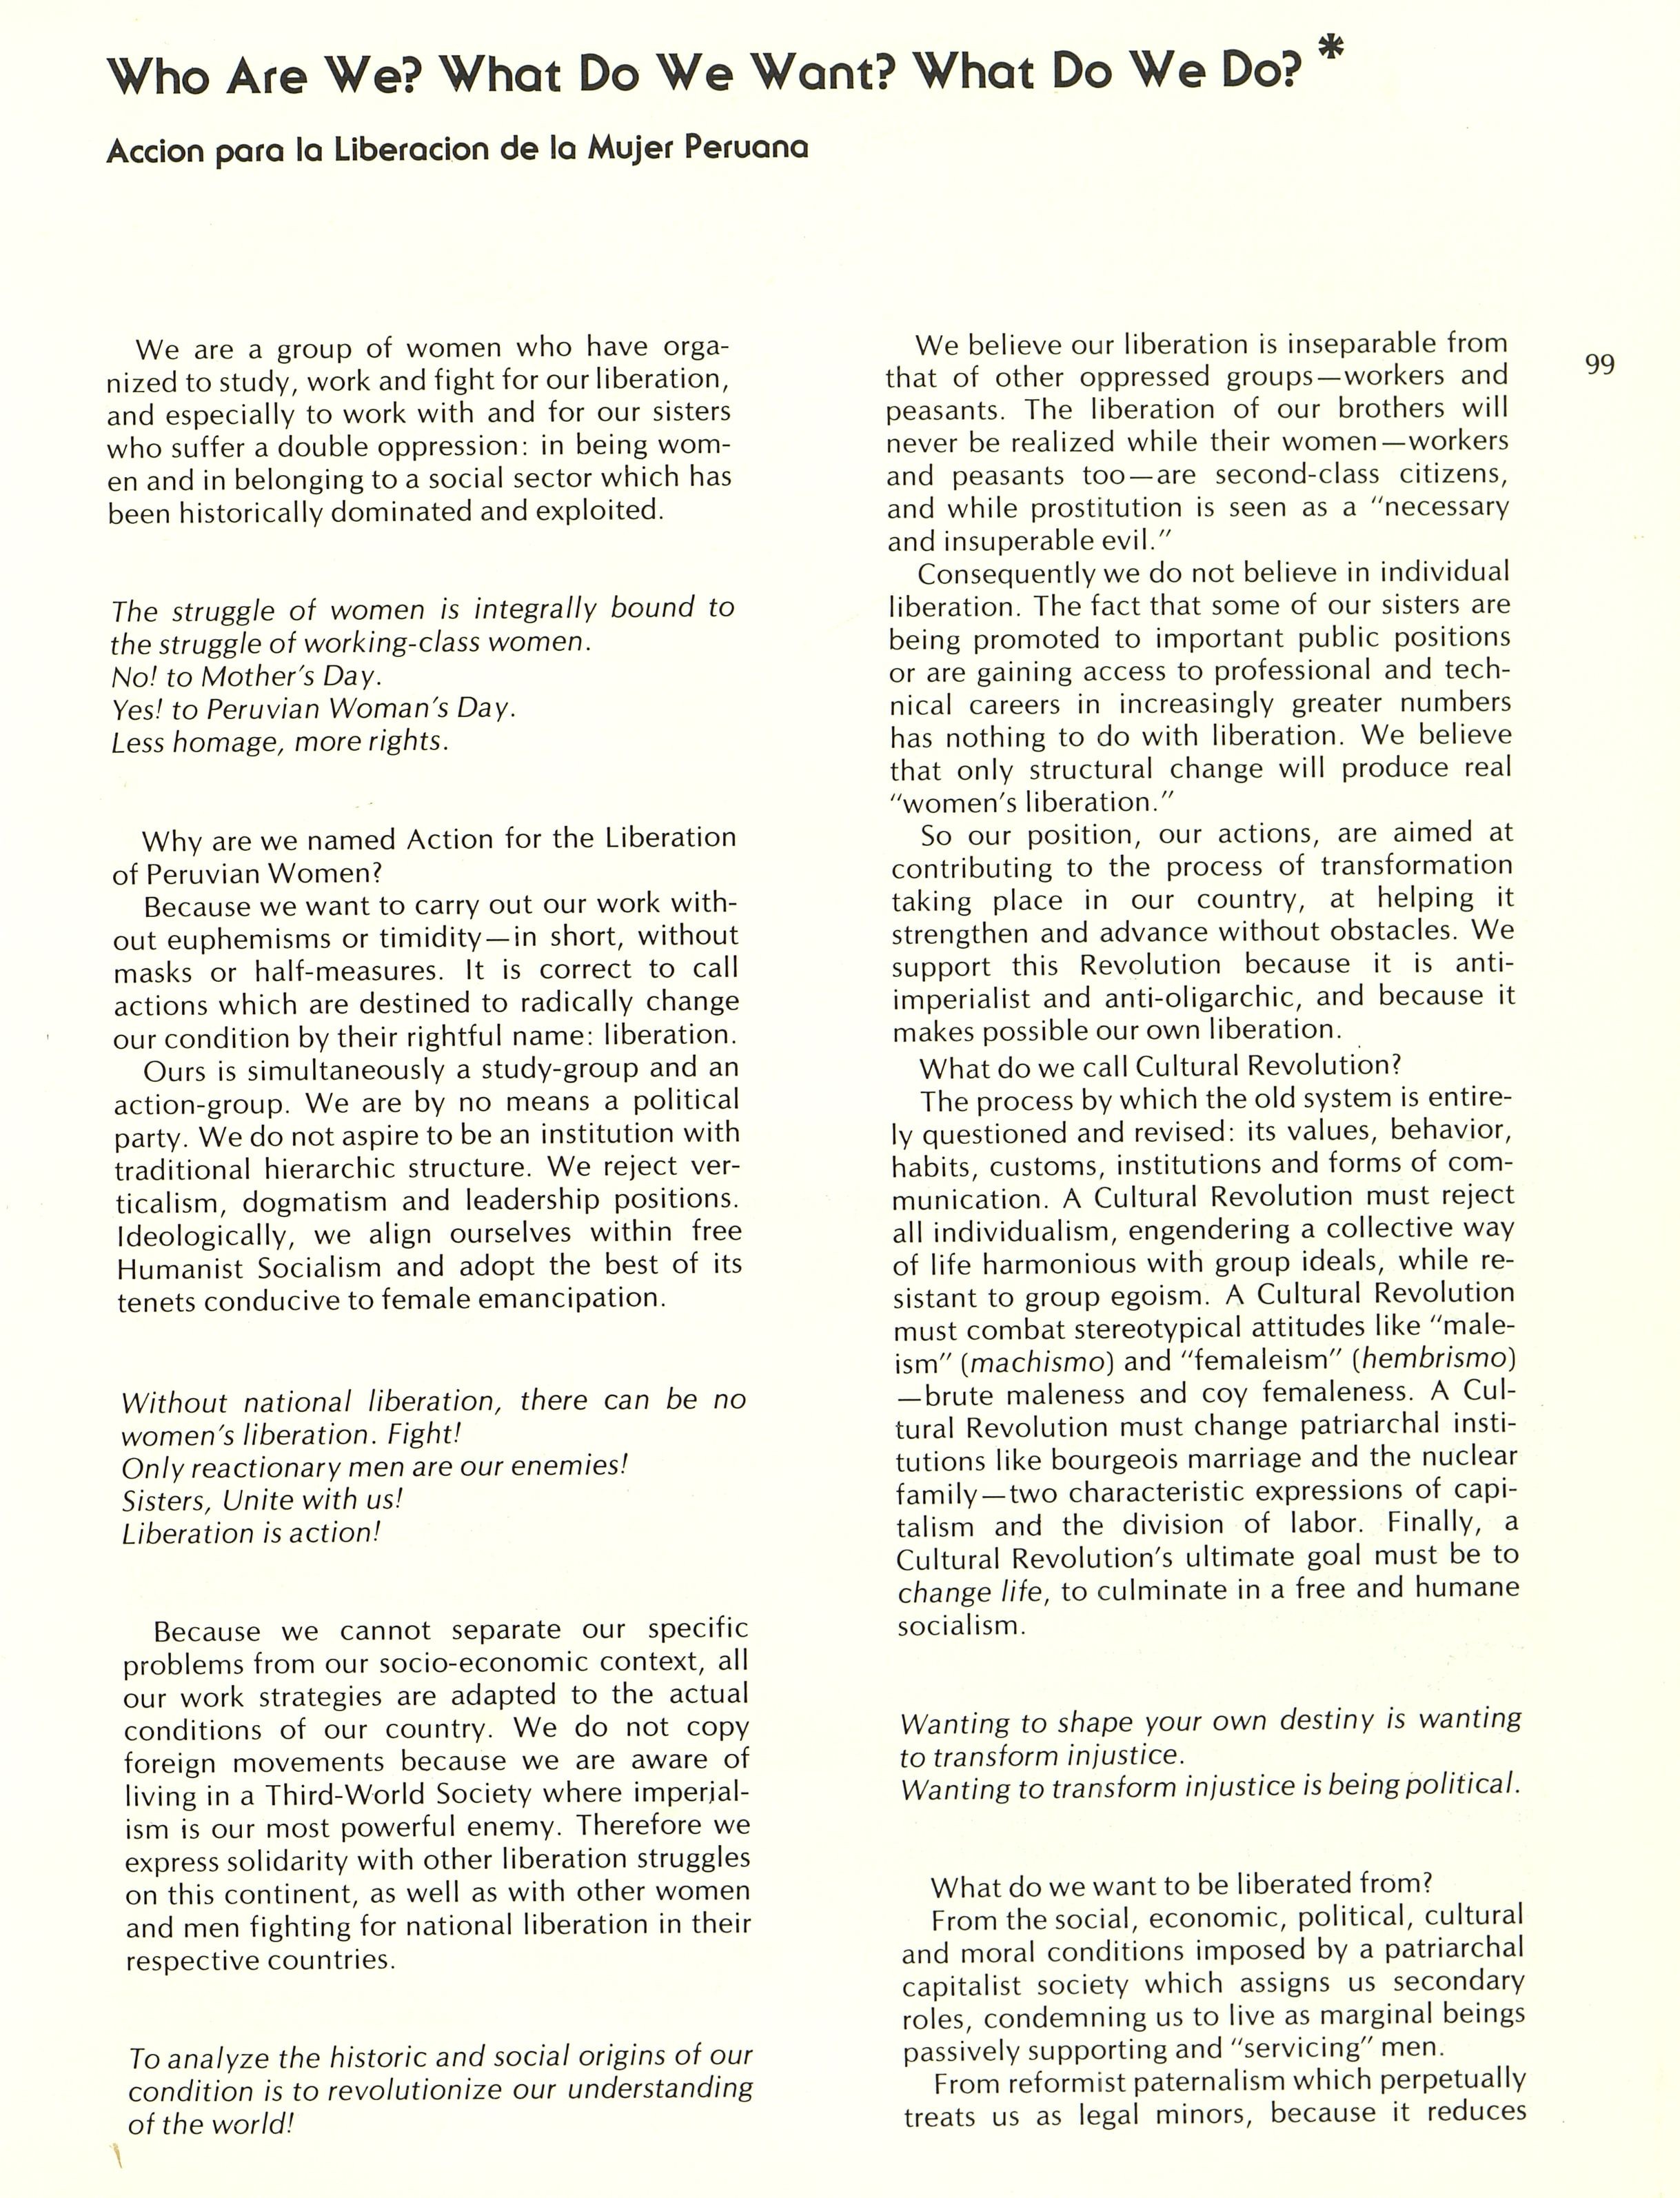 Who Are We? What Do We Want? What Do We Do? *
Accion para la Liberacion de la Mujer Peruana
We are a group of women who have orga-
nized to study, work and fight for our liberation,
and especially to work with and for our sisters
who suffer a double oppression: in being wom-
en and in belonging to a social sector which has
been historically dominated and exploited.
The struggle of women is integrally bound to
the struggle of working-class women.
No! to Mother's Day.
Yes! to Peruvian Woman's Day.
Less homage, more rights.
Why are we named Action for the Liberation
of Peruvian Women?
Because we want to carry out our work with-
out euphemisms or timidity—in short, without
masks or half-measures. It is correct to call
actions which are destined to radically change
our condition by their rightful name: liberation.
Ours is simultaneously a study-group and an
action-group. We are by no means a political
party. We do not aspire to be an institution with
traditional hierarchic structure. We reject ver-
ticalism, dogmatism and leadership positions.
Ideologically, we align ourselves within free
Humanist Socialism and adopt the best of its
tenets conducive to female emancipation.
Without national liberation, there can be no
women's liberation. Fight!
Only reactionary men are our enemies!
Sisters, Unite with us!
Liberation is action!
Because we cannot separate our specific
problems from our socio-economic context, all
our work strategies are adapted to the actual
conditions of our country. We do not copy
foreign movements because we are aware of
living in a Third-World Society where imperial-
ism is our most powerful enemy. Therefore we
express solidarity with other liberation struggles
on this continent, as well as with other women
and men fighting for national liberation in their
respective countries.
To analyze the historic and social origins of our
condition is to revolutionize our understanding
of the world!
We believe our liberation is inseparable from
that of other oppressed groups—workers and
peasants. The liberation of our brothers will
never be realized while their women—workers
and peasants too—are second-class citizens,
and while prostitution is seen as a "necessary
and insuperable evil."
Consequently we do not believe in individual
liberation. The fact that some of our sisters are
being promoted to important public positions
or are gaining access to professional and tech-
nical careers in increasingly greater numbers
has nothing to do with liberation. We believe
that only structural change will produce real
"women's liberation."
So our position, our actions, are aimed at
contributing to the process of transformation
taking place in our country, at helping it
strengthen and advance without obstacles. We
support this Revolution because it is anti-
imperialist and anti-oligarchic, and because it
makes possible our own liberation.
What do we call Cultural Revolution?
The process by which the old system is entire-
ly questioned and revised: its values, behavior,
habits, customs, institutions and forms of com-
munication. A Cultural Revolution must reject
all individualism, engendering a collective way
of life harmonious with group ideals, while re-
sistant to group egoism. A Cultural Revolution
must combat stereotypical attitudes like "male-
ism" (machismo) and "femaleism" (hembrismo)
—brute maleness and coy femaleness. A Cul-
tural Revolution must change patriarchal insti-
tutions like bourgeois marriage and the nuclear
family—two characteristic expressions of capi-
talism and the division of labor. Finally, a
Cultural Revolution's ultimate goal must be to
change life, to culminate in a free and humane
socialism.
Wanting to shape your own destiny is wanting
to transform injustice.
Wanting to transform injustice is being political.
What do we want to be liberated from?
From the social, economic, political, cultural
and moral conditions imposed by a patriarchal
capitalist society which assigns us secondary
roles, condemning us to live as marginal beings
passively supporting and "servicing" men.
From reformist paternalism which perpetually
treats us as legal minors, because it reduces
99